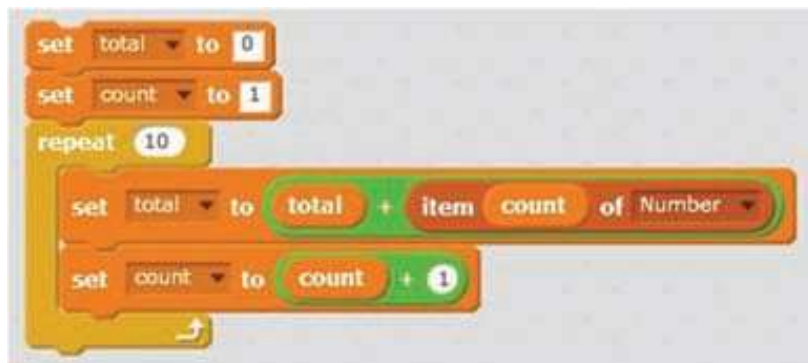 set total to 0
set count to 1
repeat 10
set total to total + item count of Number
set count to count + 1